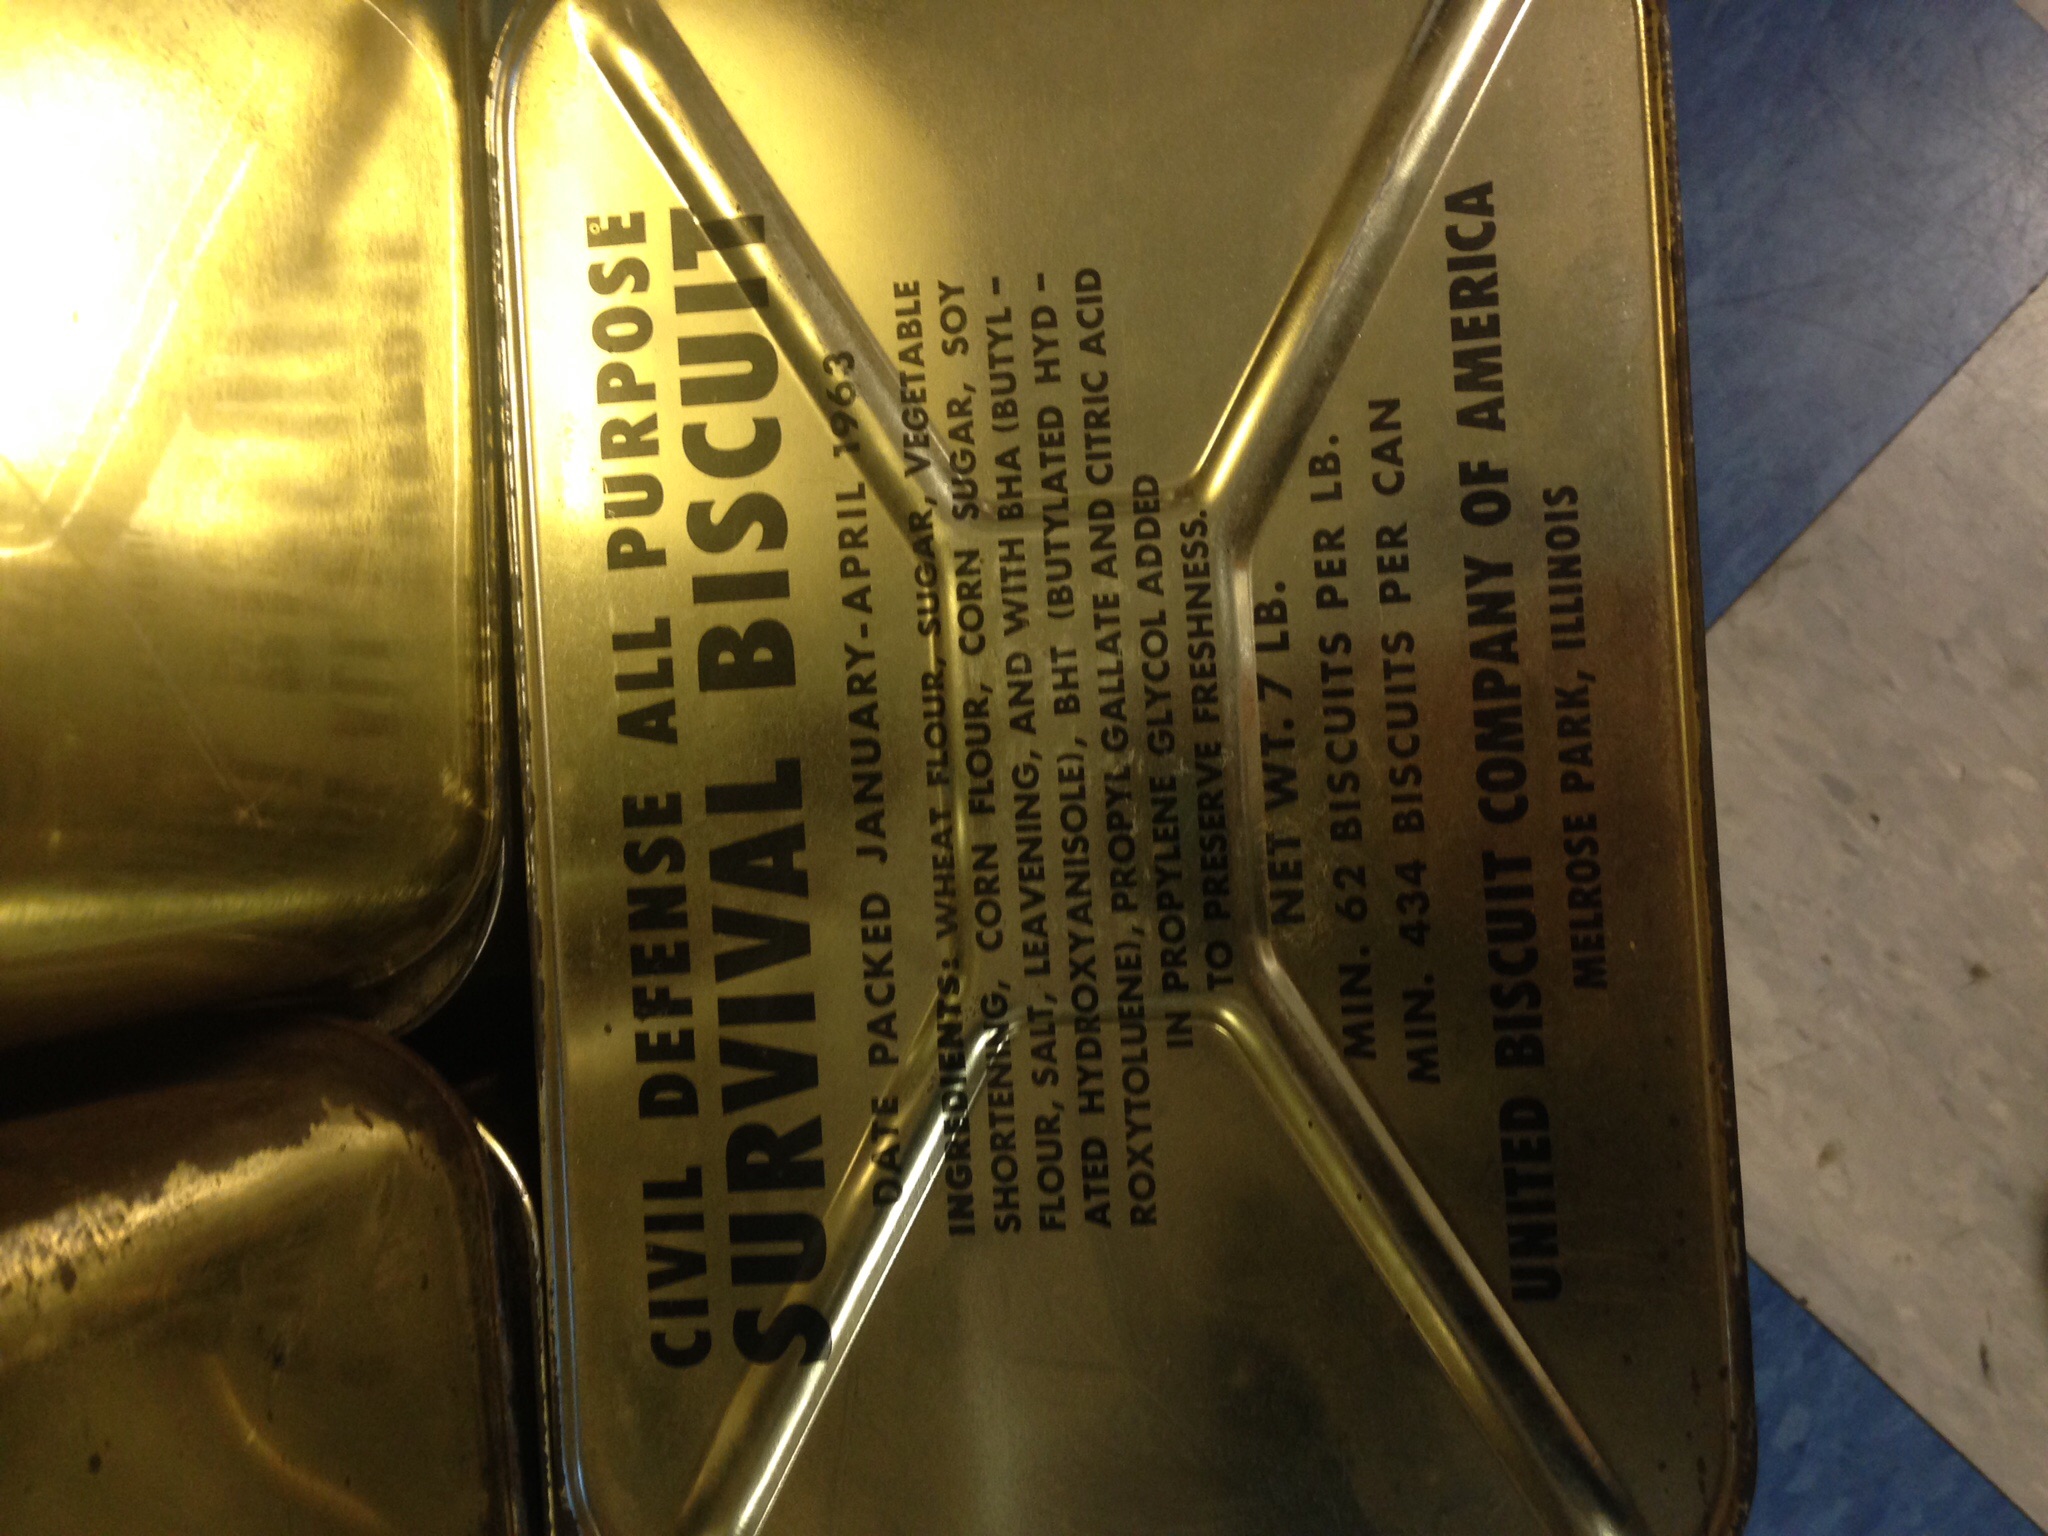 CIVIL DEFENSE ALL PURPOSE
SURVIVAL BISCUIT
DATE PACKED JANUARY-APRIL 1963
INGREDIENTS: WHEAT FLOUR, SUGAR, VEGETABLE
SHORTENING, CORN FLOUR, CORN SUGAR, SOY
FLOUR, SALT, LEAVENING, AND WITH BHA (BUTYL-
ATED HYDROXYANISOLE), BHT (BUTYLATED HYD-
ROXYTOLUENE), PROPYL GALLATE AND CITRIC ACID
IN PROPYLENE GLYCOL ADDED
TO PRESERVE FRESHNESS.
NET WT. 7 LB.
MIN. 62 BISCUITS PER LB.
MIN. 434 BISCUITS PER CAN
UNITED BISCUIT COMPANY OF AMERICA
MELROSE PARK, ILLINOIS